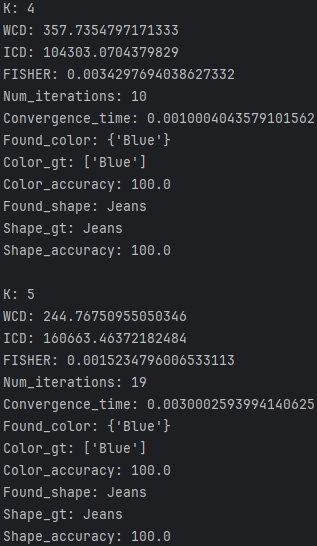 K: 4
WCD: 357.7354797171333
ICD: 104303.0704379829
FISHER: 0.0034297694038627332
Num_iterations: 10
Convergence_time: 0.0010004043579101562
Found_color: {'Blue'}
Color_gt: ['Blue']
Color_accuracy: 100.0
Found_shape: Jeans
Shape_gt: Jeans
Shape_accuracy: 100.0

K: 5
WCD: 244.76750955050346
ICD: 160663.46372182484
FISHER: 0.0015234796006533113
Num_iterations: 19
Convergence_time: 0.0030002593994140625
Found_color: {'Blue'}
Color_gt: ['Blue']
Color_accuracy: 100.0
Found_shape: Jeans
Shape_gt: Jeans
Shape_accuracy: 100.0